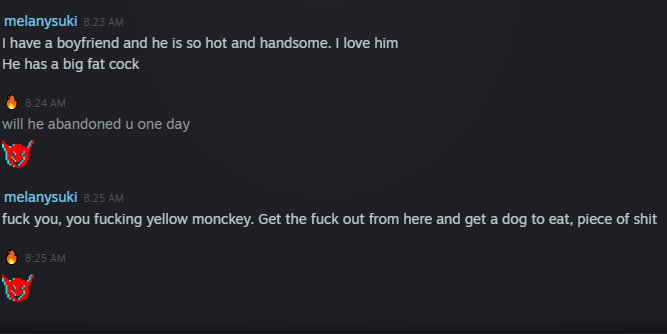 melanysuki 8:23 AM
I have a boyfriend and he is so hot and handsome. I love him
He has a big fat cock
8:24 AM
will he abandoned u one day
melanysuki 8:25 AM
fuck you, you fucking yellow monckey. Get the fuck out from here and get a dog to eat, piece of shit
8:25 AM